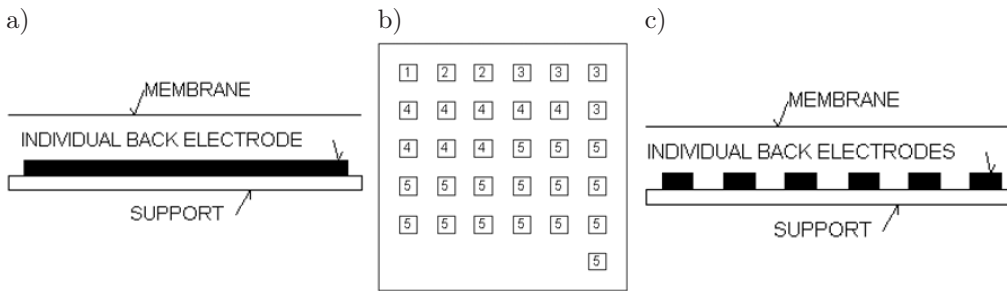 a)
MEMBRANE
INDIVIDUAL BACK ELECTRODE
SUPPORT
b)
1 2 2 3 3 3
4 4 4 4 4 3
4 4 4 5 5 5
5 5 5 5 5 5
5 5 5 5 5 5
5
c)
MEMBRANE
INDIVIDUAL BACK ELECTRODES
SUPPORT